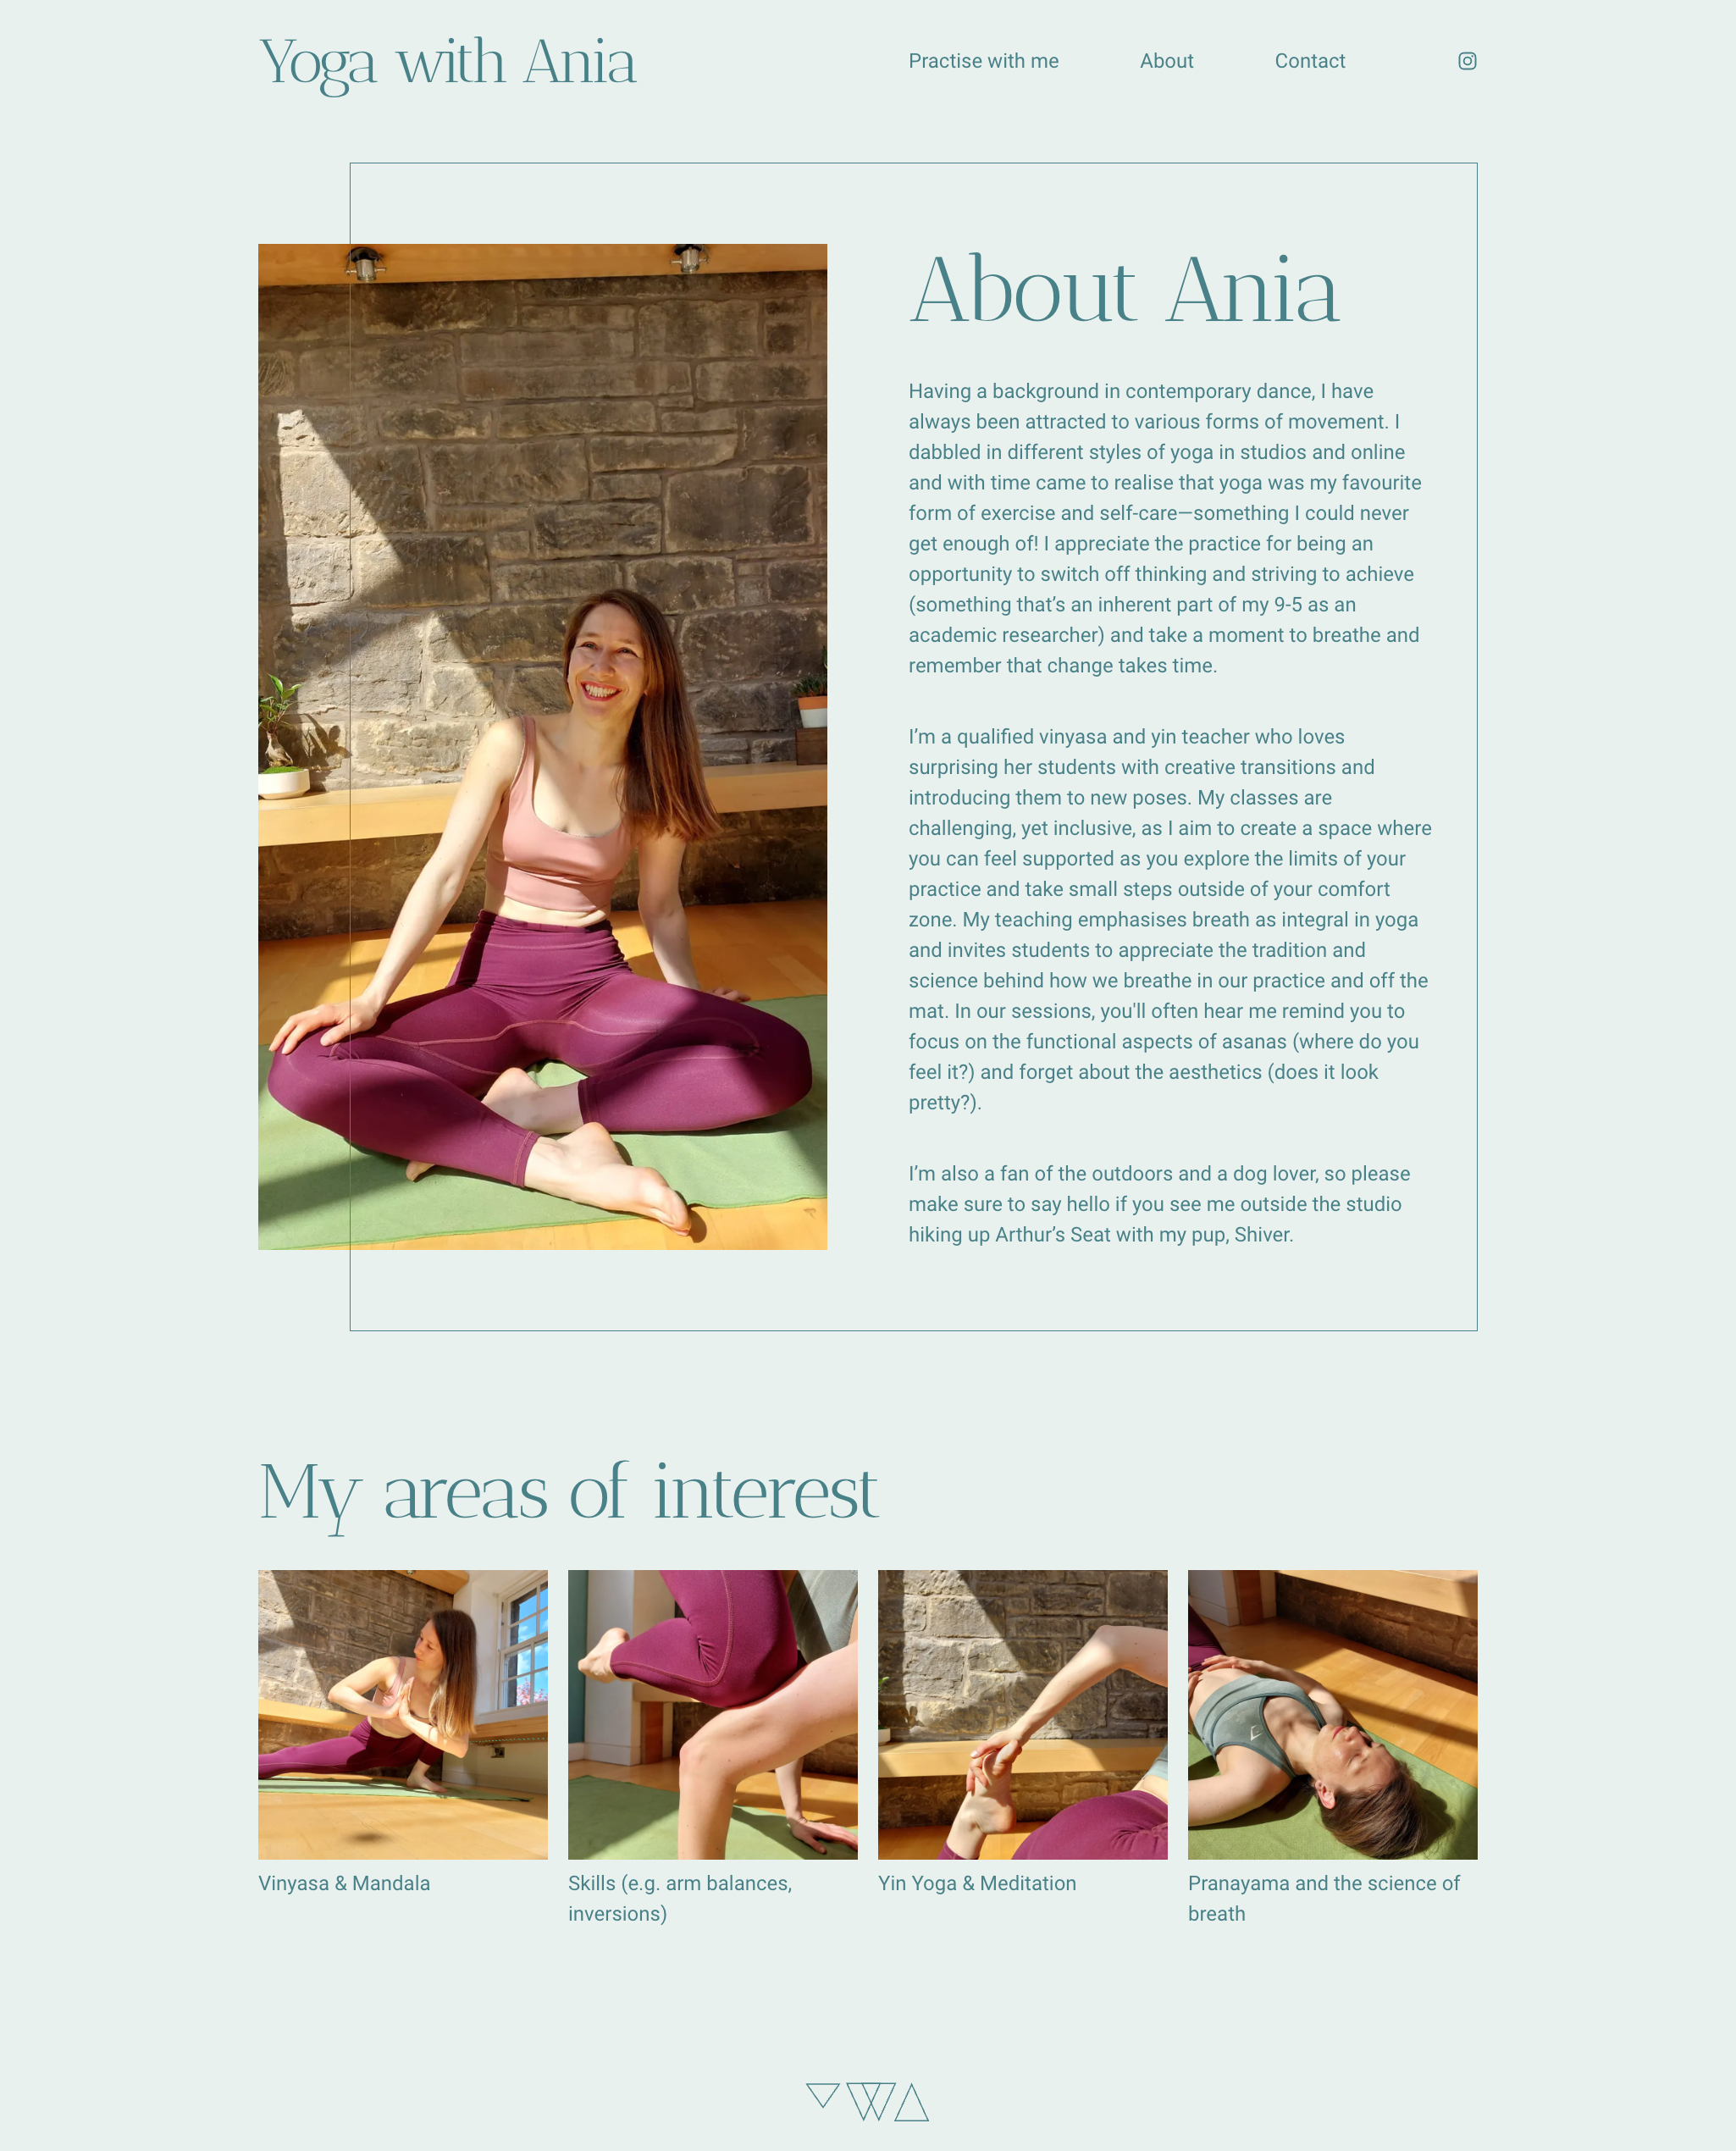 Yoga with Ania
Practise with me
About
Contact
About Ania
Having a background in contemporary dance, I have
always been attracted to various forms of movement. I
dabbled in different styles of yoga in studios and online
and with time came to realise that yoga was my favourite
form of exercise and self-care—something I could never
get enough of! I appreciate the practice for being an
opportunity to switch off thinking and striving to achieve
(something that’s an inherent part of my 9-5 as an
academic researcher) and take a moment to breathe and
remember that change takes time.
I’m a qualified vinyasa and yin teacher who loves
surprising her students with creative transitions and
introducing them to new poses. My classes are
challenging, yet inclusive, as I aim to create a space where
you can feel supported as you explore the limits of your
practice and take small steps outside of your comfort
zone. My teaching emphasises breath as integral in yoga
and invites students to appreciate the tradition and
science behind how we breathe in our practice and off the
mat. In our sessions, you'll often hear me remind you to
focus on the functional aspects of asanas (where do you
feel it?) and forget about the aesthetics (does it look
pretty?).
I’m also a fan of the outdoors and a dog lover, so please
make sure to say hello if you see me outside the studio
hiking up Arthur’s Seat with my pup, Shiver.
My areas of interest
Vinyasa & Mandala
Skills (e.g. arm balances,
inversions)
Yin Yoga & Meditation
Pranayama and the science of
breath